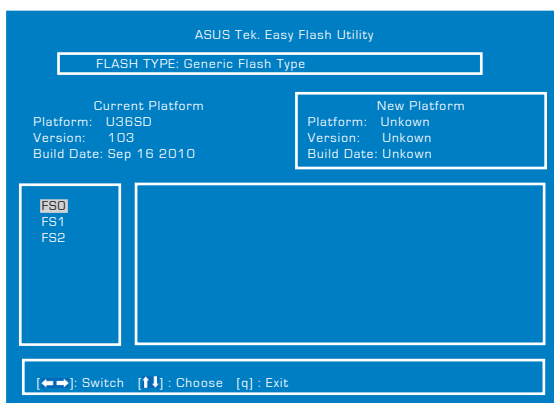 ASUS Tek. Easy Flash Utility
FLASH TYPE: Generic Flash Type
Current Platform
Platform: U36SD
Version: 103
Build Date: Sep 16 2010
New Platform
Platform: Unkown
Version: Unkown
Build Date: Unkown
FS0
FS1
FS2
[←→]: Switch [↑↓] : Choose [q] : Exit